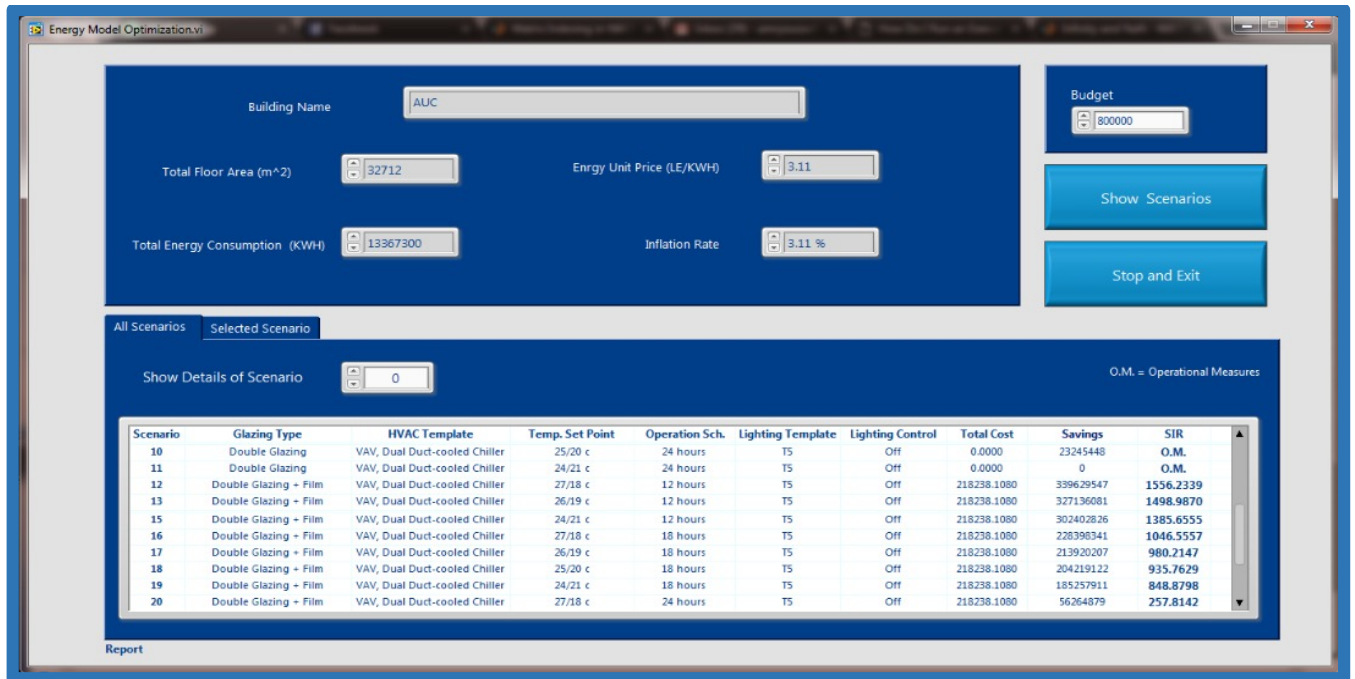 Energy Model Optimization.vi
Building Name AUC
Budget
800000
Total Floor Area (m^2) 32712 Enrgy Unit Price (LE/KWH) 3.11
Show Scenarios
Total Energy Consumption (KWH) 13367300 Inflation Rate 3.11 %
Stop and Exit
All Scenarios Selected Scenario
Show Details of Scenario 0 O.M. = Operational Measures
Scenario Glazing Type HVAC Template Temp. Set Point Operation Sch. Lighting Template Lighting Control Total Cost Savings SIR
10 Double Glazing VAV, Dual Duct-cooled Chiller 25/20 c 24 hours T5 Off 0.0000 23245448 O.M.
11 Double Glazing VAV, Dual Duct-cooled Chiller 24/21 c 24 hours T5 Off 0.0000 0 O.M.
12 Double Glazing + Film VAV, Dual Duct-cooled Chiller 27/18 c 12 hours T5 Off 218238.1080 339629547 1556.2339
13 Double Glazing + Film VAV, Dual Duct-cooled Chiller 26/19 c 12 hours T5 Off 218238.1080 327136081 1498.9870
15 Double Glazing + Film VAV, Dual Duct-cooled Chiller 24/21 c 12 hours T5 Off 218238.1080 302402826 1385.6555
16 Double Glazing + Film VAV, Dual Duct-cooled Chiller 27/18 c 18 hours T5 Off 218238.1080 228398341 1046.5557
17 Double Glazing + Film VAV, Dual Duct-cooled Chiller 26/19 c 18 hours T5 Off 218238.1080 213920207 980.2147
18 Double Glazing + Film VAV, Dual Duct-cooled Chiller 25/20 c 18 hours T5 Off 218238.1080 204219122 935.7629
19 Double Glazing + Film VAV, Dual Duct-cooled Chiller 24/21 c 18 hours T5 Off 218238.1080 185257911 848.8798
20 Double Glazing + Film VAV, Dual Duct-cooled Chiller 27/18 c 24 hours T5 Off 218238.1080 56264879 257.8142
Report